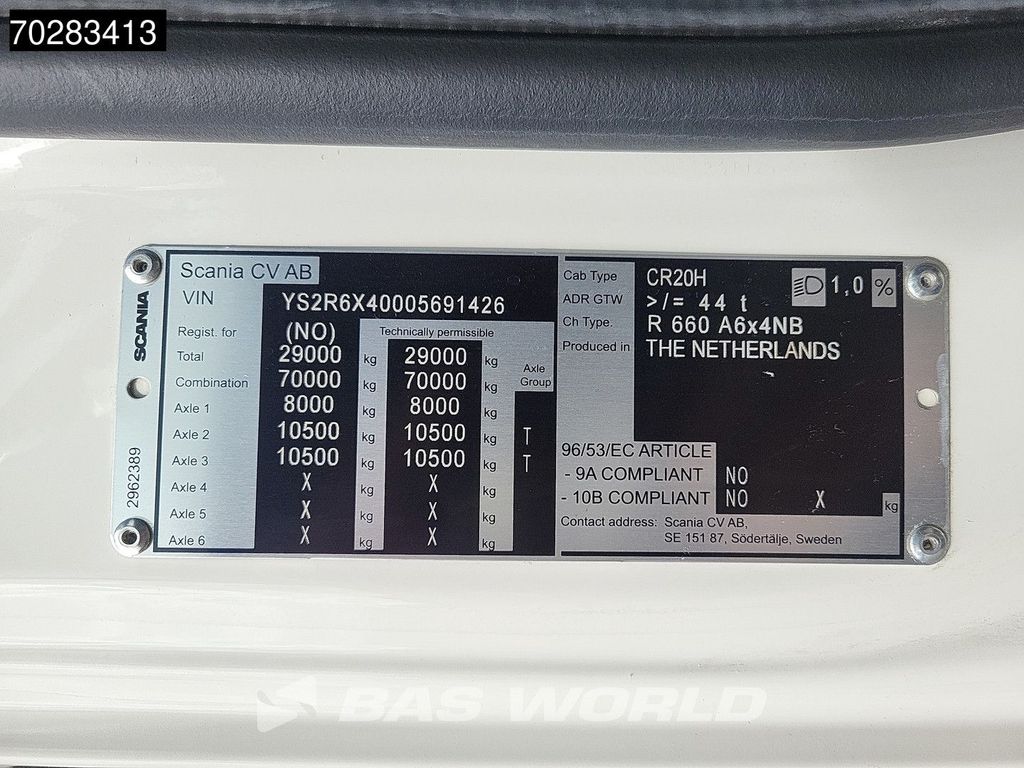 70283413
Scania CV AB
VIN YS2R6X40005691426
Regist. for (NO) Technically permissible
Total 29000 kg 29000 kg
Axle Group
Combination 70000 kg 70000 kg
Axle 1 8000 kg 8000 kg
Axle 2 10500 kg 10500 kg T
Axle 3 10500 kg 10500 kg T
Axle 4 X kg X kg
Axle 5 X kg X kg
Axle 6 X kg X kg
SCANIA
2962389
Cab Type CR20H 1,0 %
ADR GTW >/= 44 t
Ch Type. R 660 A6x4NB
Produced in THE NETHERLANDS
96/53/EC ARTICLE
- 9A COMPLIANT NO
- 10B COMPLIANT NO X kg
Contact address: Scania CV AB,
SE 151 87, Södertälje, Sweden
BAS WORLD